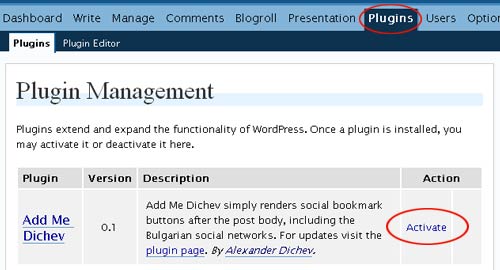 Dashboard Write Manage Comments Blogroll Presentation Plugins Users Option
Plugins Plugin Editor
Plugin Management
Plugins extend and expand the functionality of WordPress. Once a plugin is installed, you
may activate it or deactivate it here.
Plugin Version Description Action
Add Me
Dichev
0.1
Add Me Dichev simply renders social bookmark
buttons after the post body, including the
Bulgarian social networks. For updates visit the
plugin page. By Alexander Dichev.
Activate